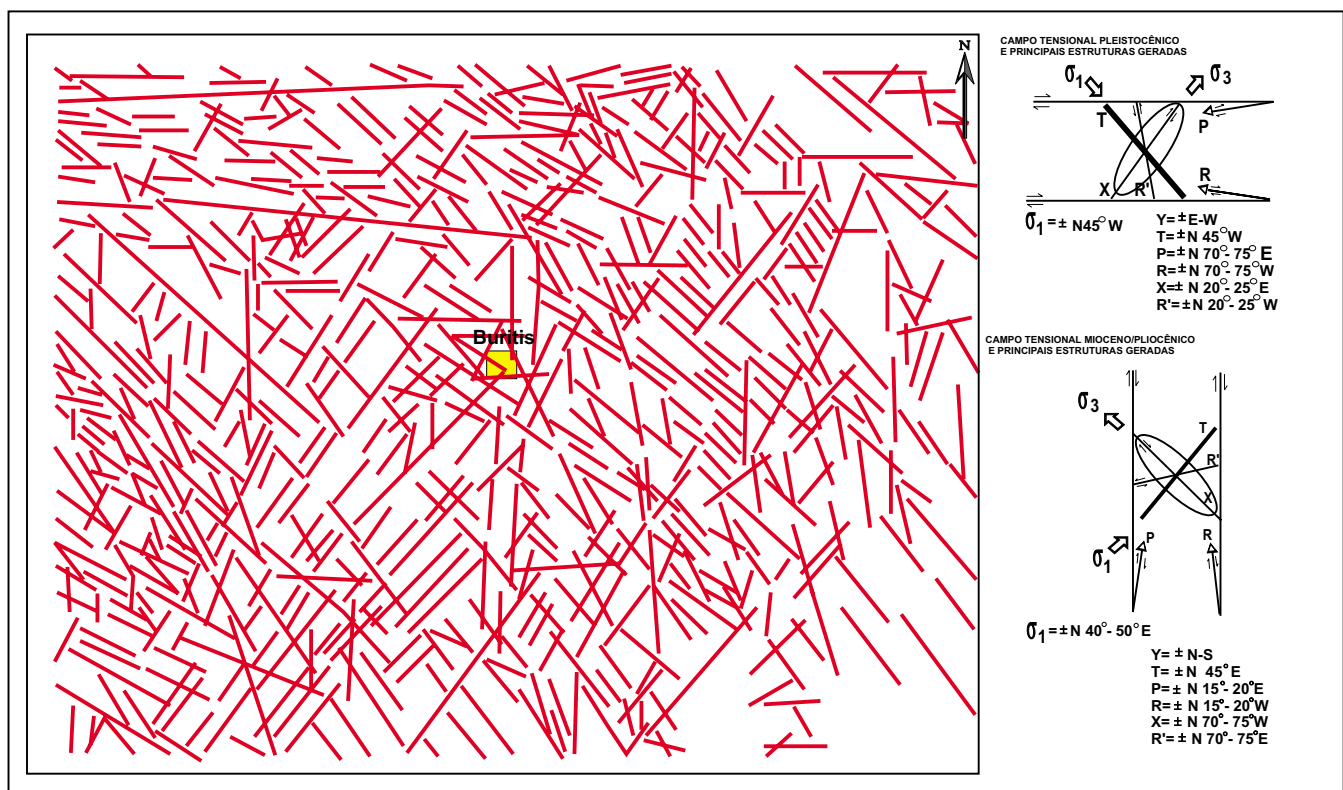 N
Buritis
CAMPO TENSIONAL PLEISTOCÊNICO
E PRINCIPAIS ESTRUTURAS GERADAS
σ1
σ3
T
P
R
X
R'
σ1 = ± N45° W
Y= ± E-W
T= ± N 45° W
P= ± N 70°- 75° E
R= ± N 70°- 75° W
X= ± N 20°- 25° E
R'= ± N 20°- 25° W
CAMPO TENSIONAL MIOCENO/PLIOCÊNICO
E PRINCIPAIS ESTRUTURAS GERADAS
σ3
T
R'
X
P
R
σ1
σ1 = ± N 40°- 50° E
Y= ± N-S
T= ± N 45° E
P= ± N 15°- 20° E
R= ± N 15°- 20° W
X= ± N 70°- 75° W
R'= ± N 70°- 75° E